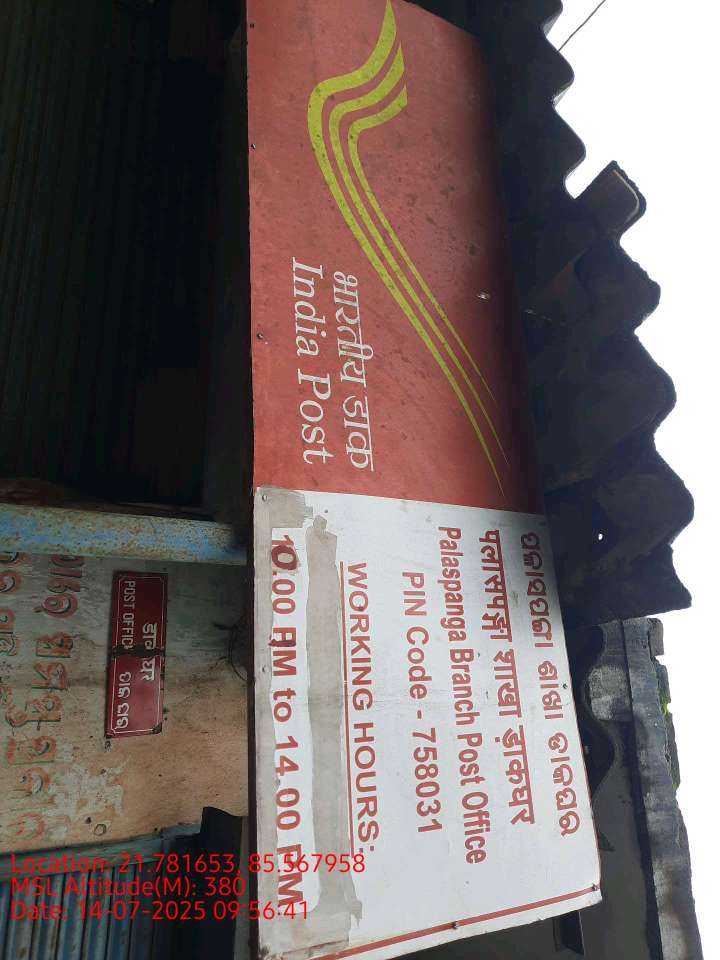 भारतीय डाक
India Post
ପଳାସପଙ୍ଗା ଶାଖା ଡାକଘର
पलासपङ्गा शाखा ड़ाकघर
Palaspanga Branch Post Office
PIN Code - 758031
WORKING HOURS:
10.00 AM to 14.00 PM
डाक घर
POST OFFICE
ଡାକ ଘର
Location: 21.781653, 85.567958
MSL Altitude(M): 380
Date: 14-07-2025 09:56:41